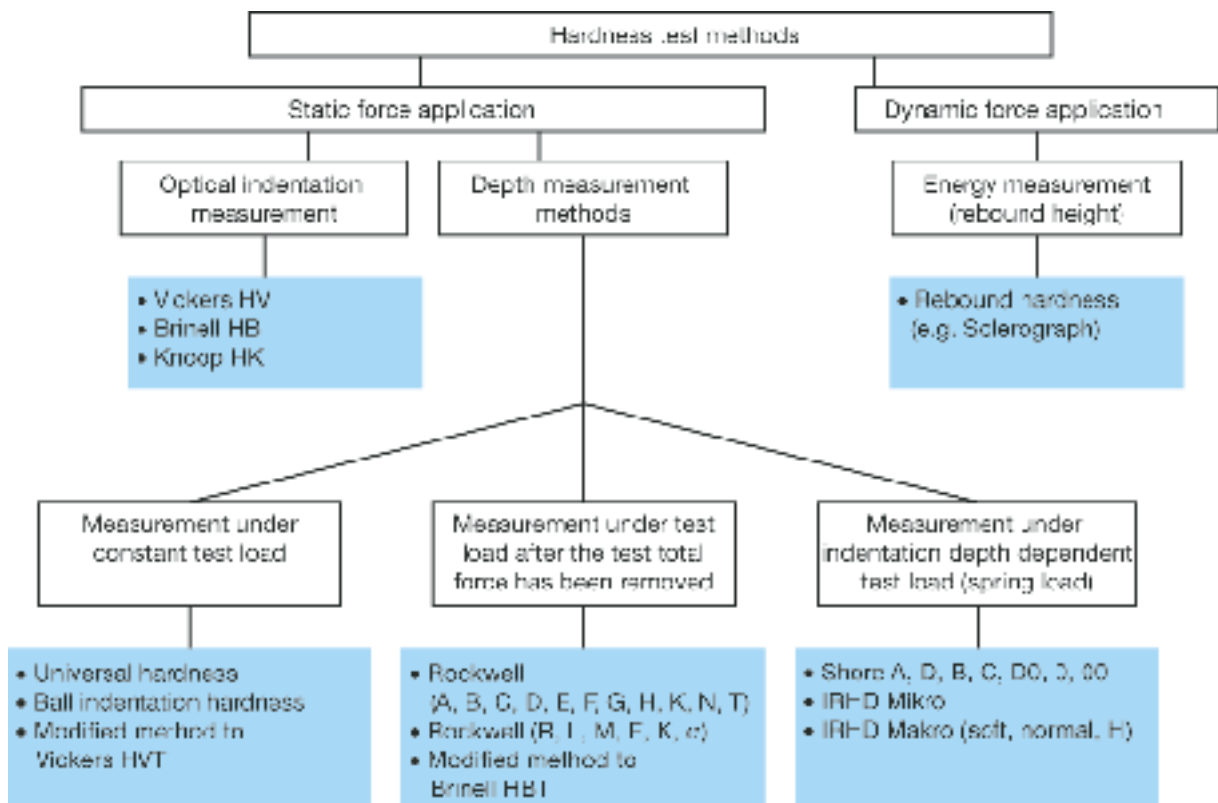 Hardness test methods
Static force application
Dynamic force application
Optical indentation
measurement
Depth measurement
methods
Energy measurement
(rebound height)
• Vickers HV
• Brinell HB
• Knoop HK
• Rebound hardness
(e.g. Sclerograph)
Measurement under
constant test load
Measurement under test
load after the test total
force has been removed
Measurement under
indentation depth dependent
test load (spring load)
• Universal hardness
• Ball indentation hardness
• Modified method to
Vickers HVT
• Rockwell
(A, B, C, D, E, F, G, H, K, N, T)
• Rockwell (R, L, M, E, K, α)
• Modified method to
Brinell HBT
• Shore A, D, B, C, D0, 0, 00
• IRHD Mikro
• IRHD Makro (soft, normal, H)